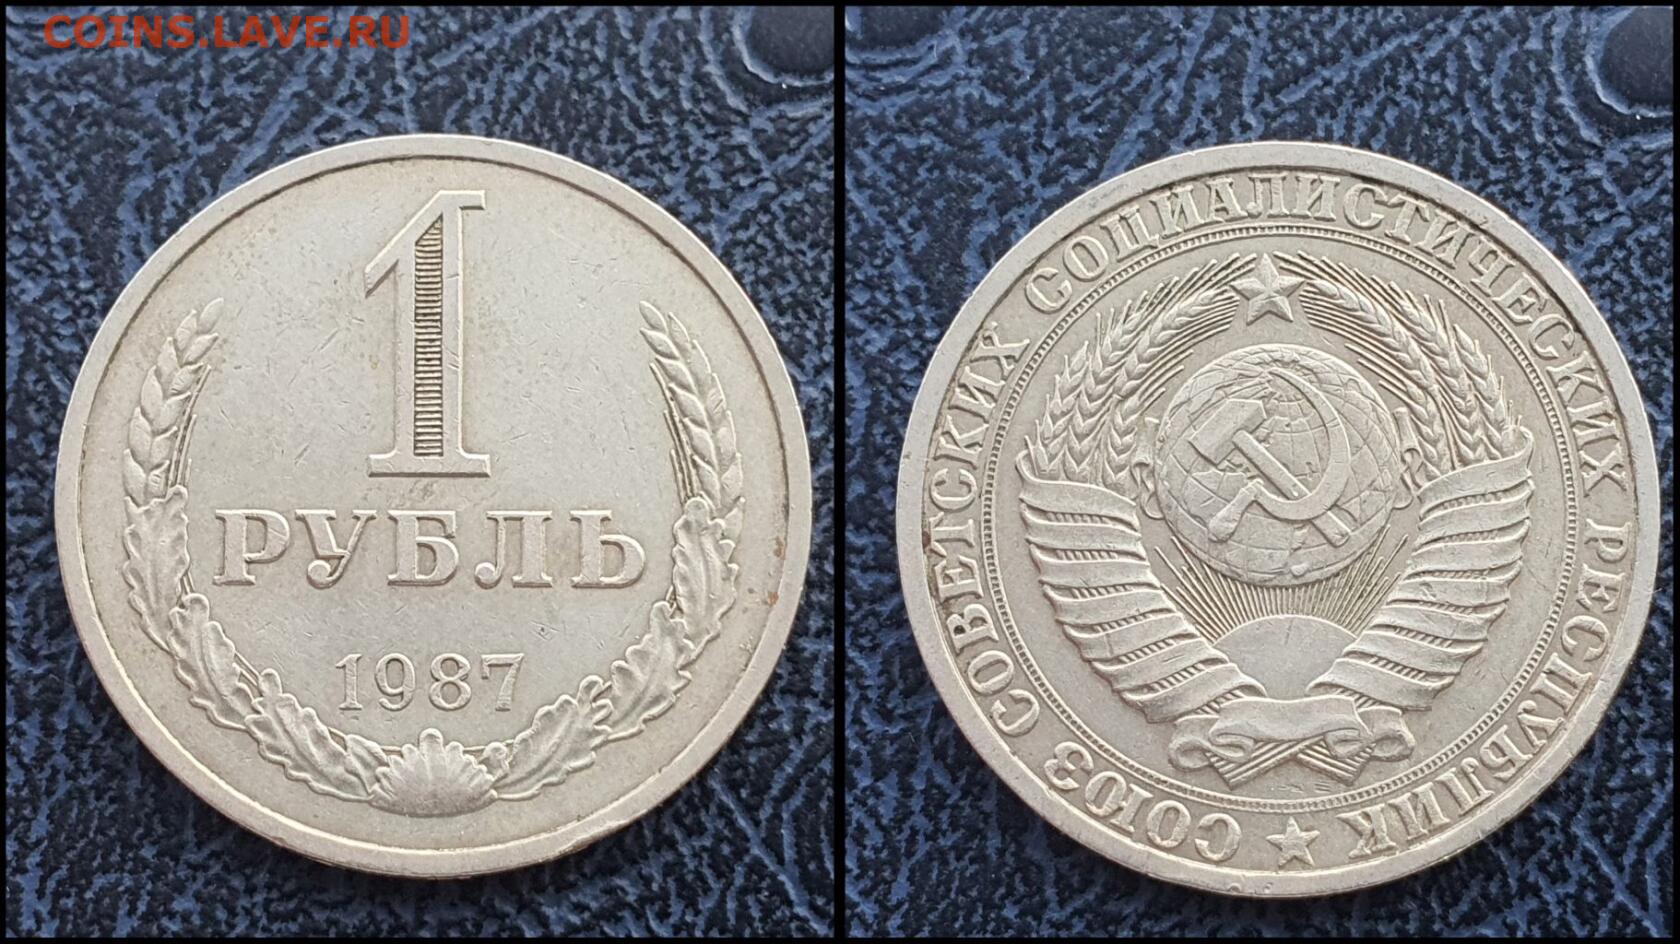 COINS.LAVE.RU
1
РУБЛЬ
1987
СОЮЗ СОВЕТСКИХ СОЦИАЛИСТИЧЕСКИХ РЕСПУБЛИК